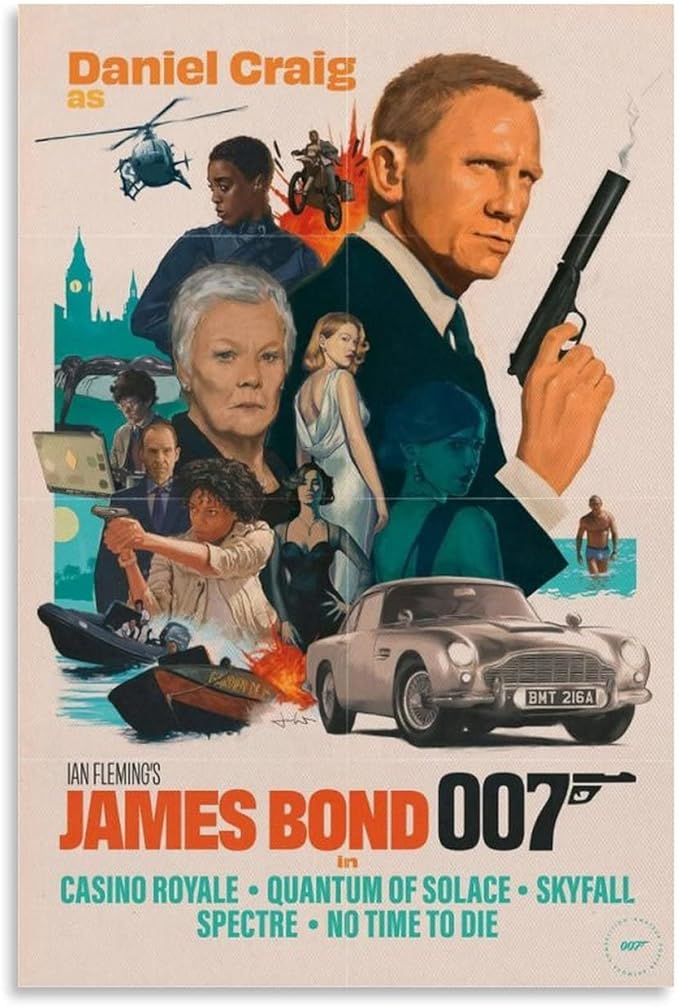 Daniel Craig
as
BMT 216A
IAN FLEMING'S
JAMES BOND 007
in
CASINO ROYALE • QUANTUM OF SOLACE • SKYFALL
SPECTRE • NO TIME TO DIE
007